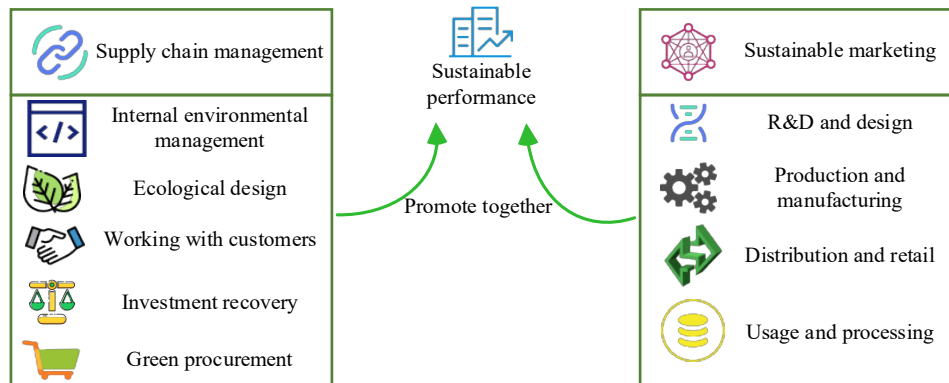 Supply chain management
Internal environmental
management
Ecological design
Working with customers
Investment recovery
Green procurement
Sustainable
performance
Promote together
Sustainable marketing
R&D and design
Production and
manufacturing
Distribution and retail
Usage and processing